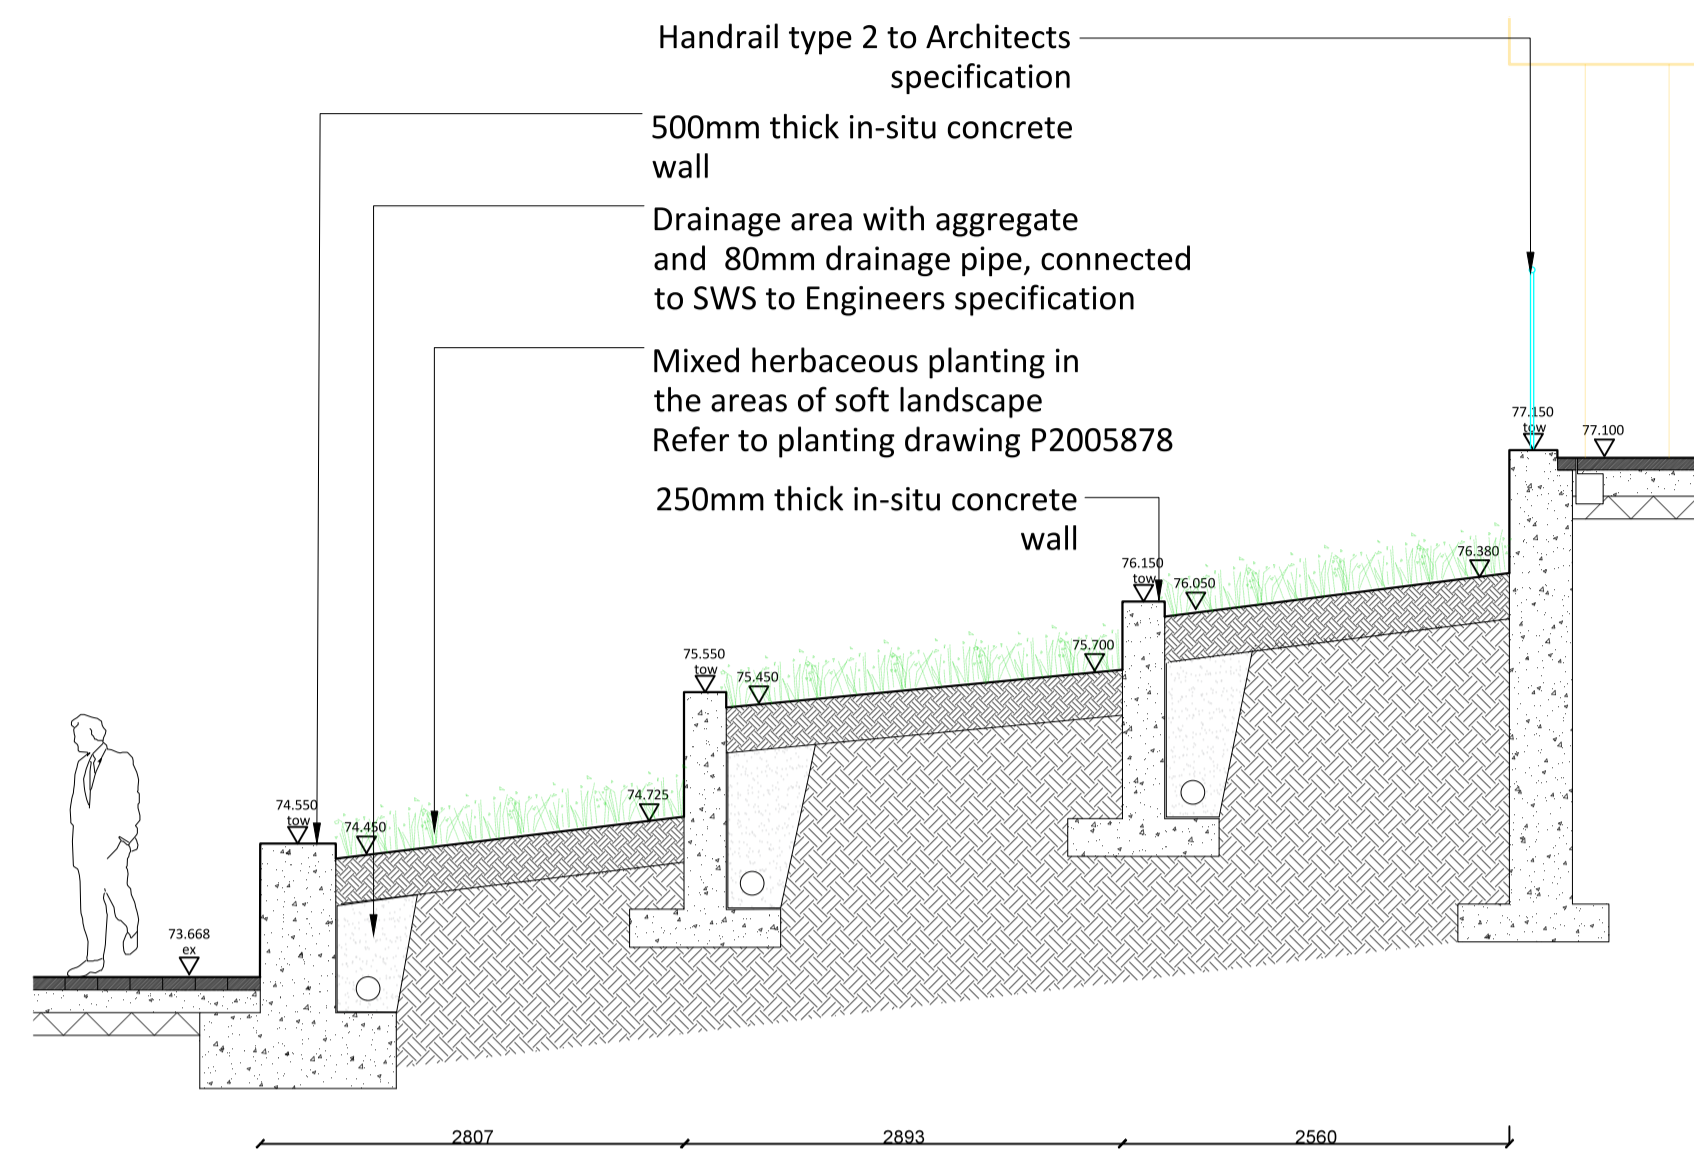 Handrail type 2 to Architects
specification
500mm thick in-situ concrete
wall
Drainage area with aggregate
and  80mm drainage pipe, connected
to SWS to Engineers specification
Mixed herbaceous planting in
the areas of soft landscape
Refer to planting drawing P2005878
250mm thick in-situ concrete
wall
77.150
tow
77.100
76.380
76.150
tow
76.050
75.700
75.550
tow
75.450
74.725
74.550
tow
74.450
73.668
ex
2807
2893
2560